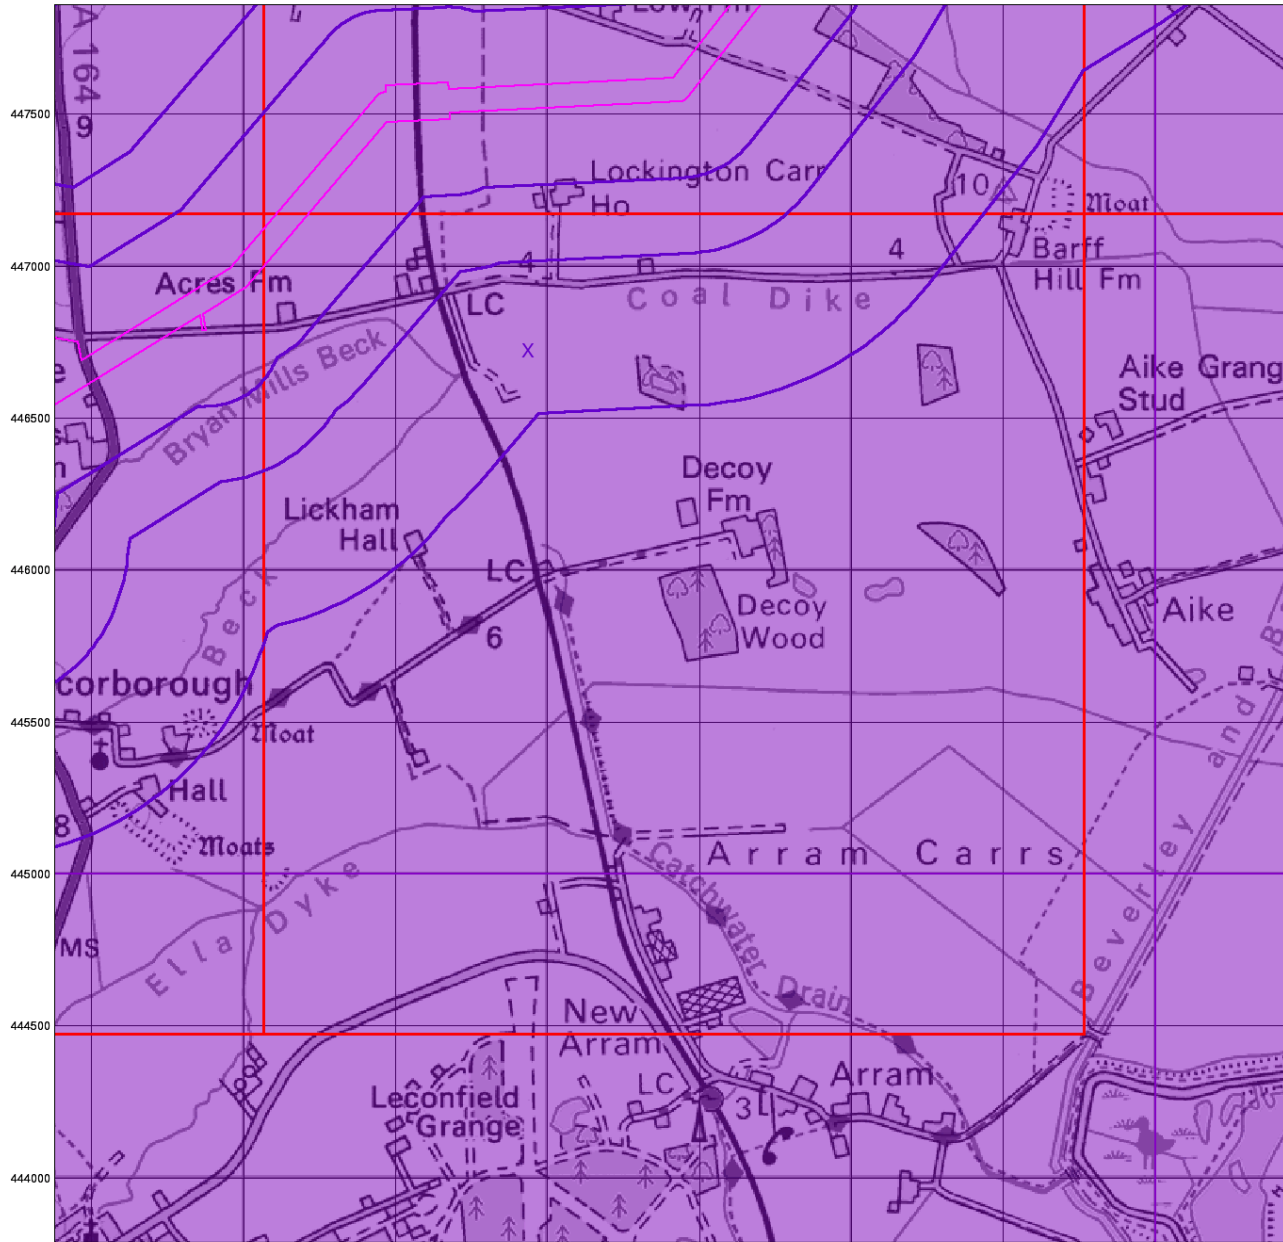 A 164
9
447500
Lockington Carr
Ho
10
Moat
447000
Acres Fm
4
4
Barff
Hill Fm
LC
Coal Dike
X
Bryan Mills Beck
Aike Grang
Stud
446500
Decoy
Fm
Lickham
Hall
446000
LC
Decoy
Wood
Aike
6
Beck
corborough
445500
Moat
Hall
8
Moats
Arram Carrs
445000
Catchwater Drain
Ella Dyke
MS
Beverley and B
444500
New
Arram
LC
Arram
3
Leconfield
Grange
444000